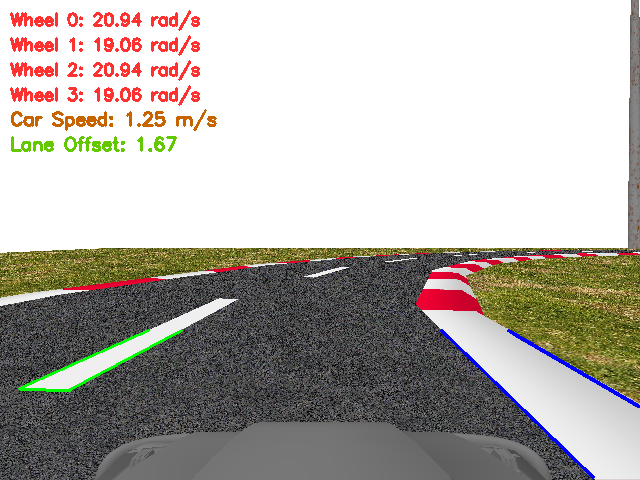 Wheel 0: 20.94 rad/s
Wheel 1: 19.06 rad/s
Wheel 2: 20.94 rad/s
Wheel 3: 19.06 rad/s
Car Speed: 1.25 m/s
Lane Offset: 1.67